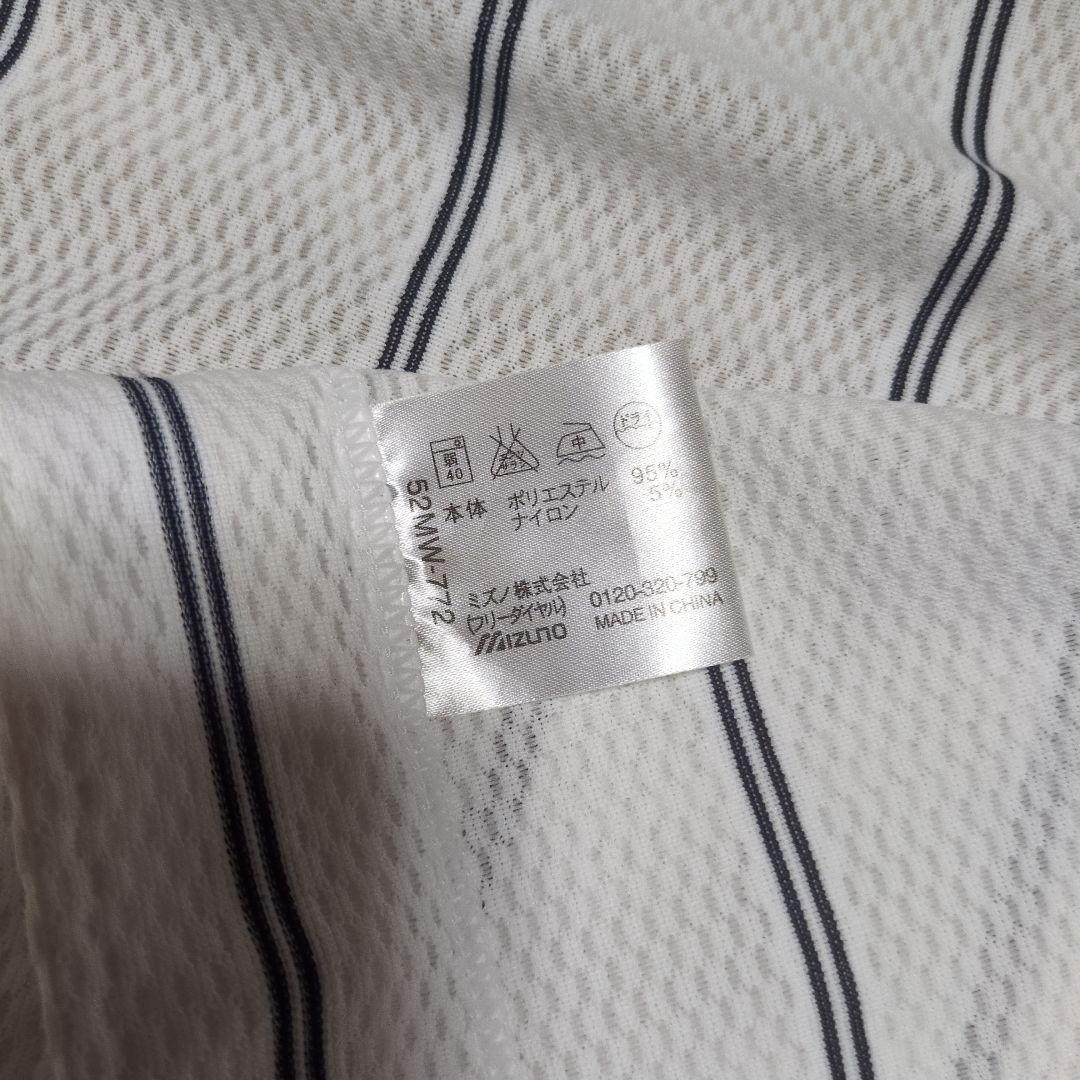 弱
40
中
ドライ
本体 ポリエステル 95%
ナイロン 5%
52MW-772
ミズノ株式会社
(フリーダイヤル) 0120-320-799
MIZUNO MADE IN CHINA